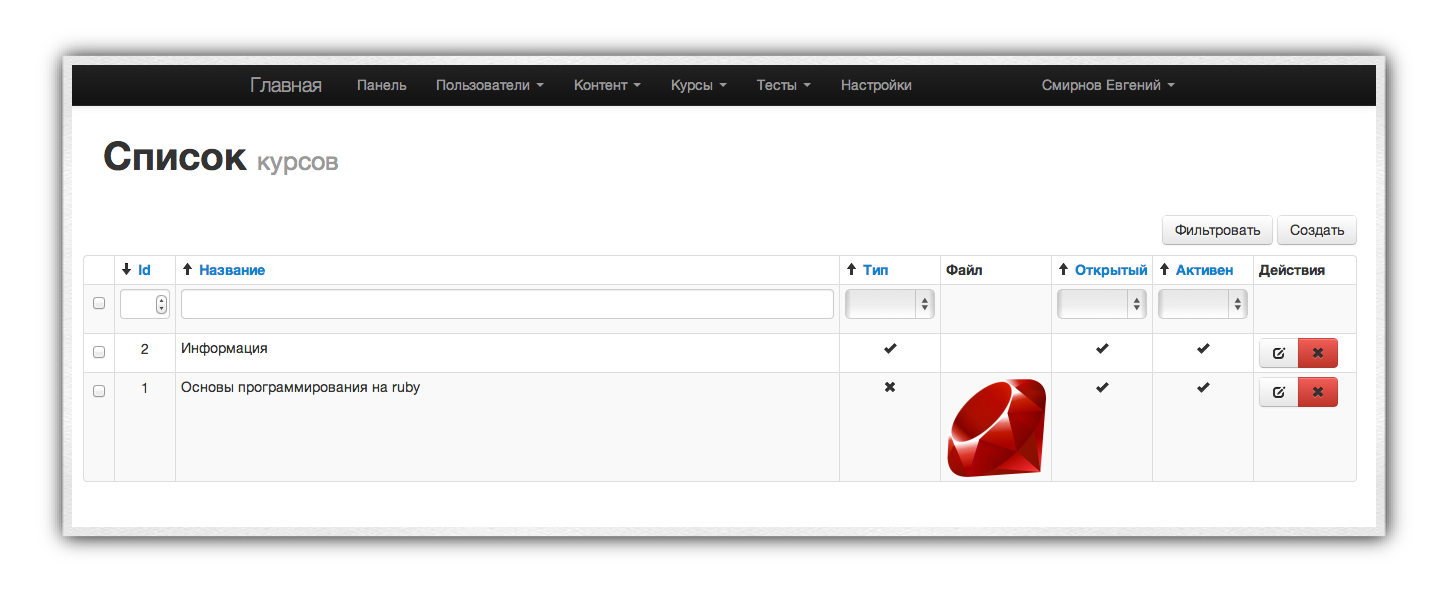 Главная Панель Пользователи Контент Курсы Тесты Настройки Смирнов Евгений
Список курсов
Фильтровать Создать
Id Название Тип Файл Открытый Активен Действия
2 Информация
1 Основы программирования на ruby